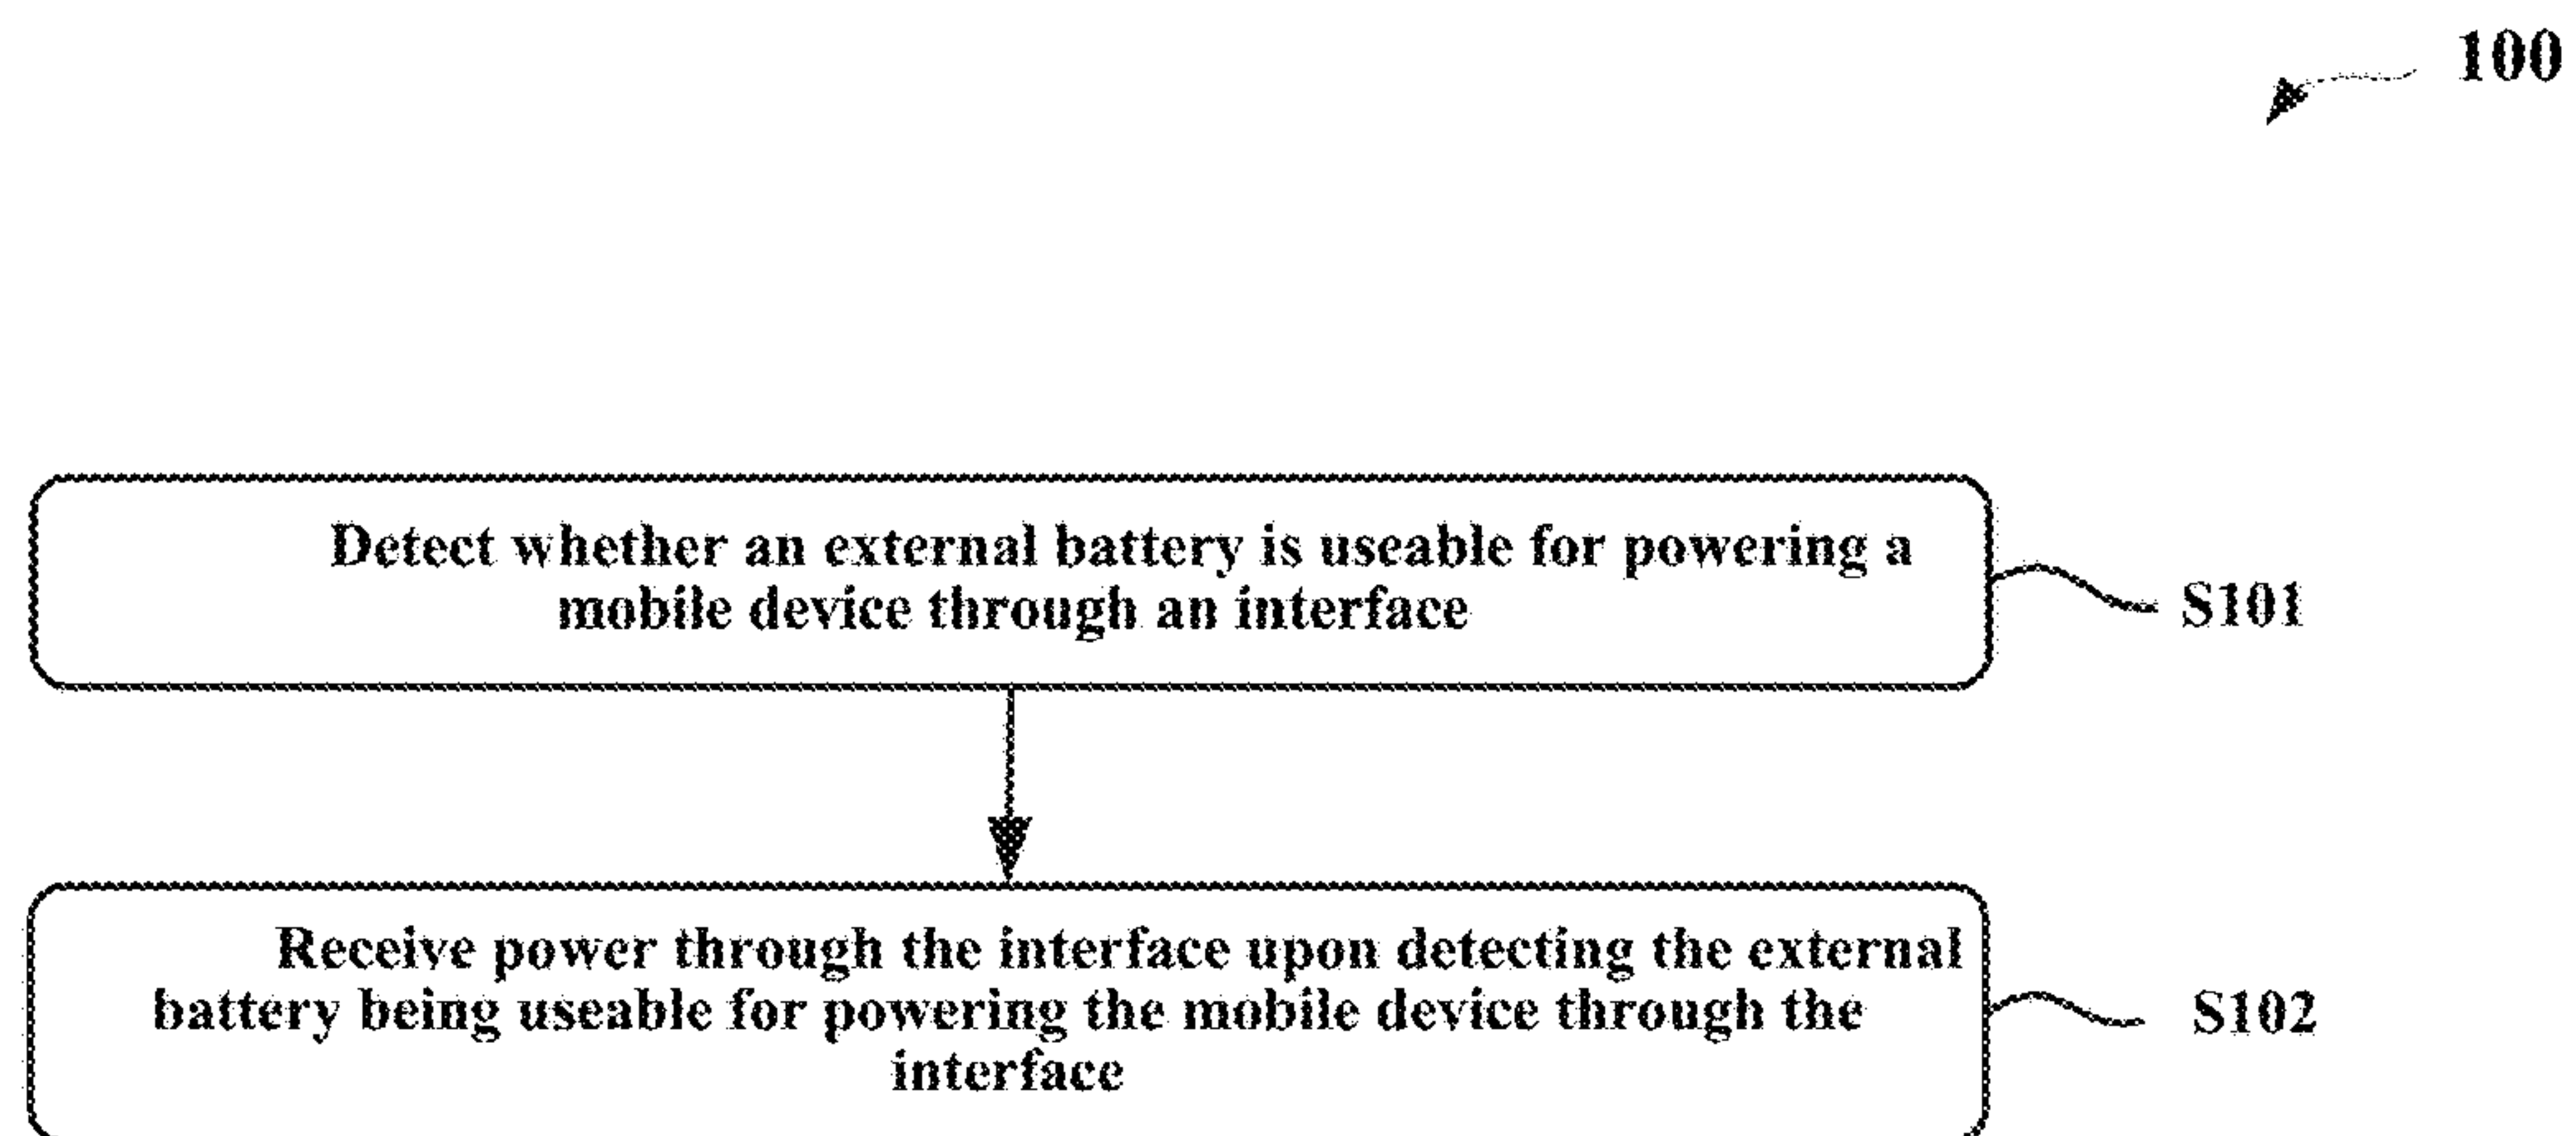 100
Detect whether an external battery is useable for powering a
mobile device through an interface
S101
Receive power through the interface upon detecting the external
battery being useable for powering the mobile device through the
interface
S102